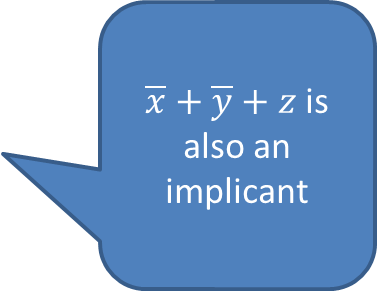 x̅ + y̅ + z is
also an
implicant